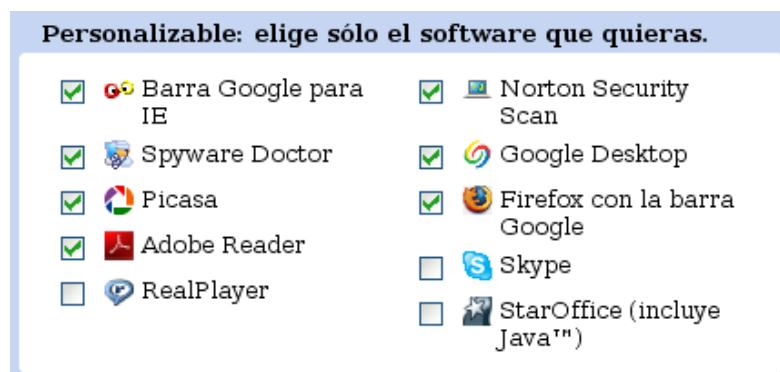 Personalizable: elige sólo el software que quieras.
Barra Google para
IE
Spyware Doctor
Picasa
Adobe Reader
RealPlayer
Norton Security
Scan
Google Desktop
Firefox con la barra
Google
Skype
StarOffice (incluye
Java™)